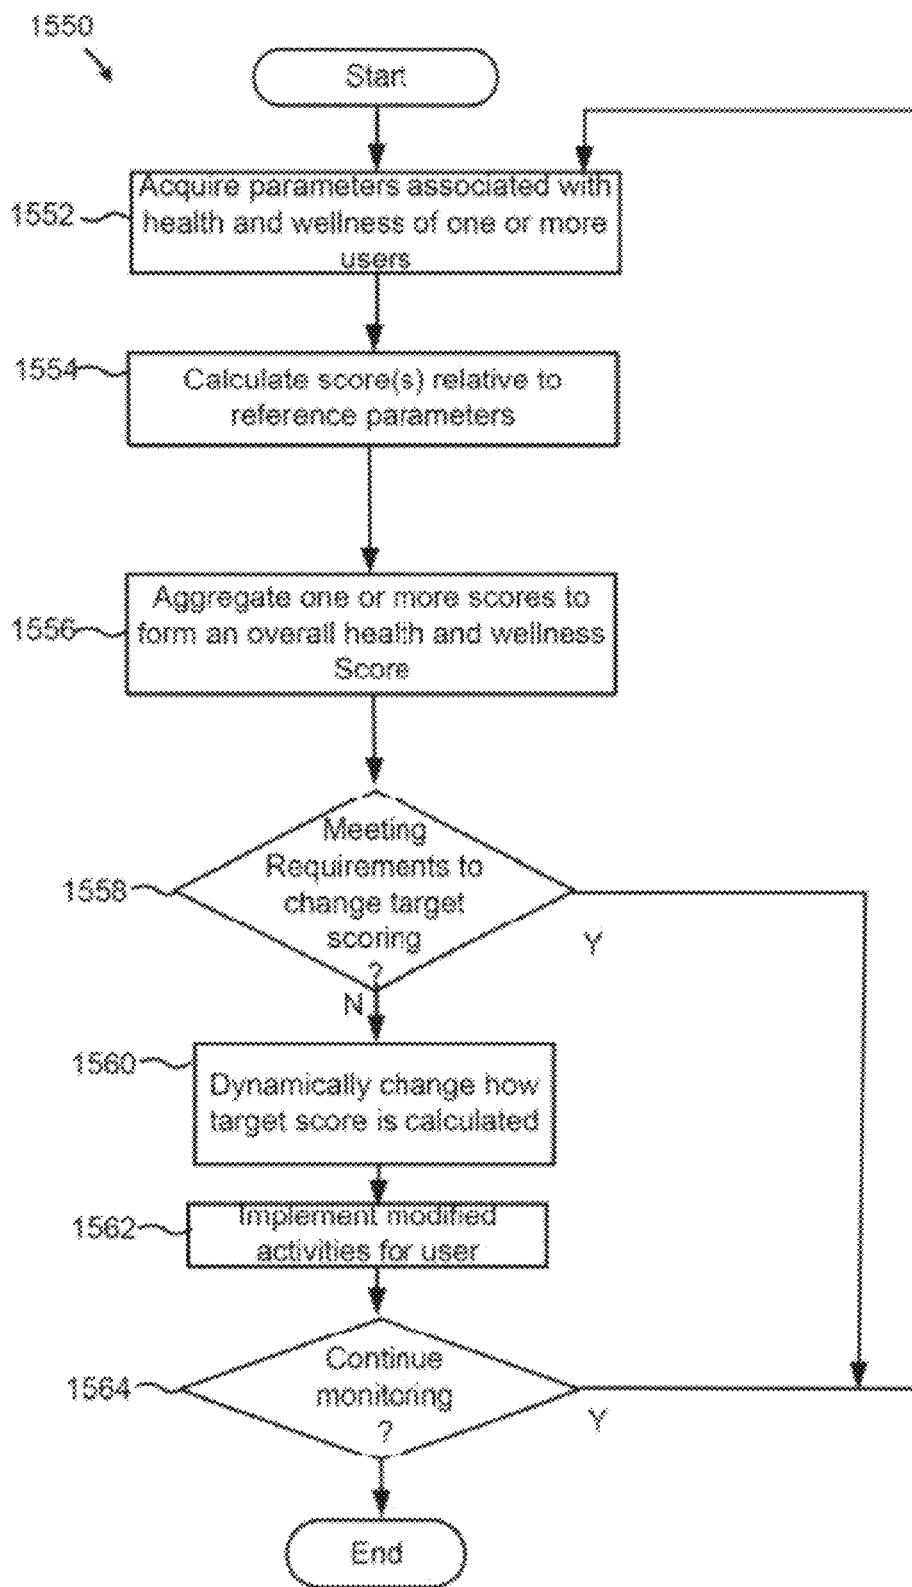 1550
Start
1552
Acquire parameters associated with
health and wellness of one or more
users
1554
Calculate score(s) relative to
reference parameters
1556
Aggregate one or more scores to
form an overall health and wellness
Score
1558
Meeting
Requirements to
change target
scoring
?
Y
N
1560
Dynamically change how
target score is calculated
1562
Implement modified
activities for user
1564
Continue
monitoring
?
Y
End